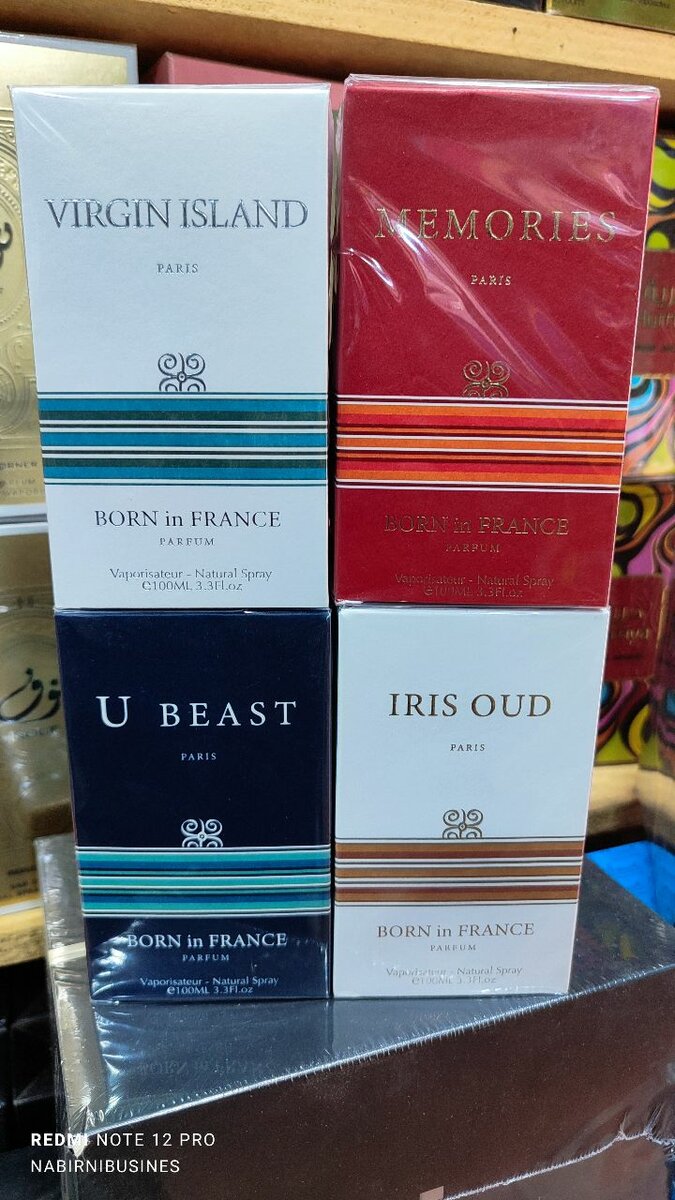 VIRGIN ISLAND
PARIS
BORN in FRANCE
PARFUM
Vaporisateur - Natural Spray
℮100ML 3.3Fl.oz
MEMORIES
PARIS
BORN in FRANCE
PARFUM
Vaporisateur - Natural Spray
℮100ML 3.3Fl.oz
U BEAST
PARIS
BORN in FRANCE
PARFUM
Vaporisateur - Natural Spray
℮100ML 3.3Fl.oz
IRIS OUD
PARIS
BORN in FRANCE
PARFUM
Vaporisateur - Natural Spray
℮100ML 3.3Fl.oz
REDMI NOTE 12 PRO
NABIRNIBUSINES